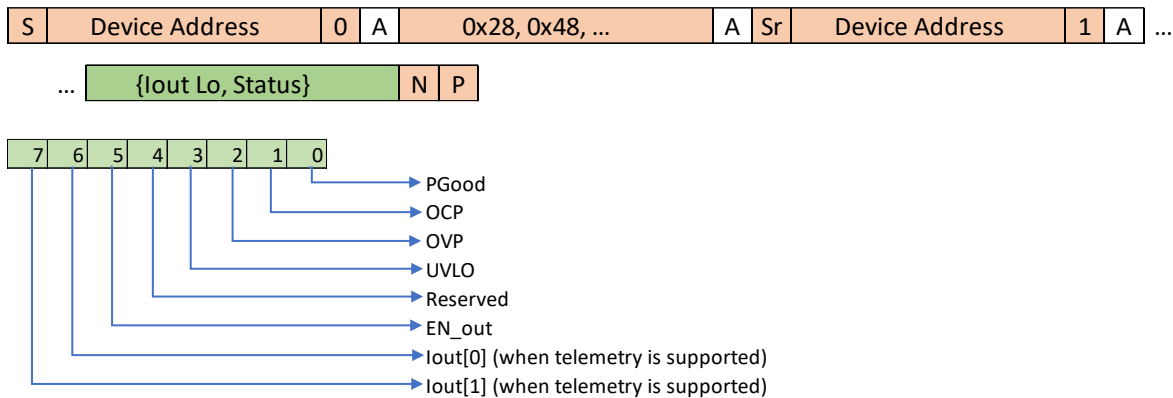 S Device Address 0 A 0x28, 0x48, ... A Sr Device Address 1 A ...
... {Iout Lo, Status} N P
7 6 5 4 3 2 1 0
PGood
OCP
OVP
UVLO
Reserved
EN_out
Iout[0] (when telemetry is supported)
Iout[1] (when telemetry is supported)